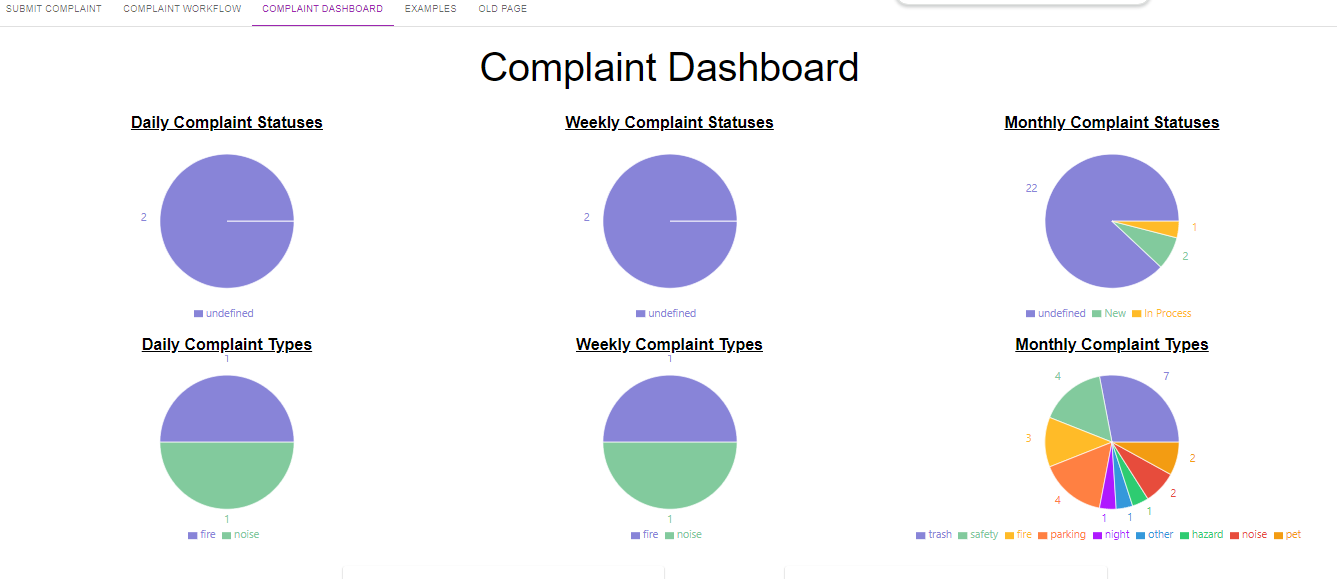 SUBMIT COMPLAINT COMPLAINT WORKFLOW COMPLAINT DASHBOARD EXAMPLES OLD PAGE
Complaint Dashboard
Daily Complaint Statuses
2
undefined
Weekly Complaint Statuses
2
undefined
Monthly Complaint Statuses
22
1
2
undefined New In Process
Daily Complaint Types
1
1
fire noise
Weekly Complaint Types
1
1
fire noise
Monthly Complaint Types
4 7
3
2
4 2
1 1 1
trash safety fire parking night other hazard noise pet